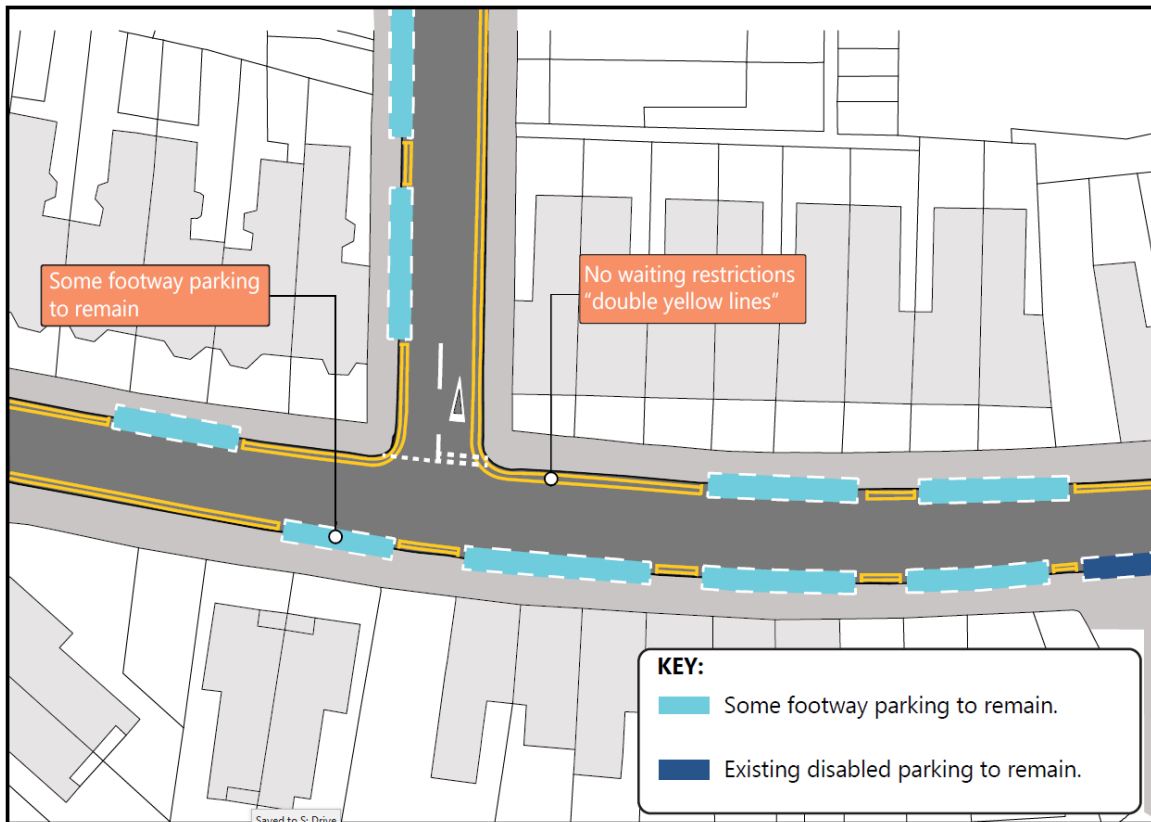 Some footway parking
to remain
No waiting restrictions
"double yellow lines"
KEY:
Some footway parking to remain.
Existing disabled parking to remain.
Saved to S: Drive